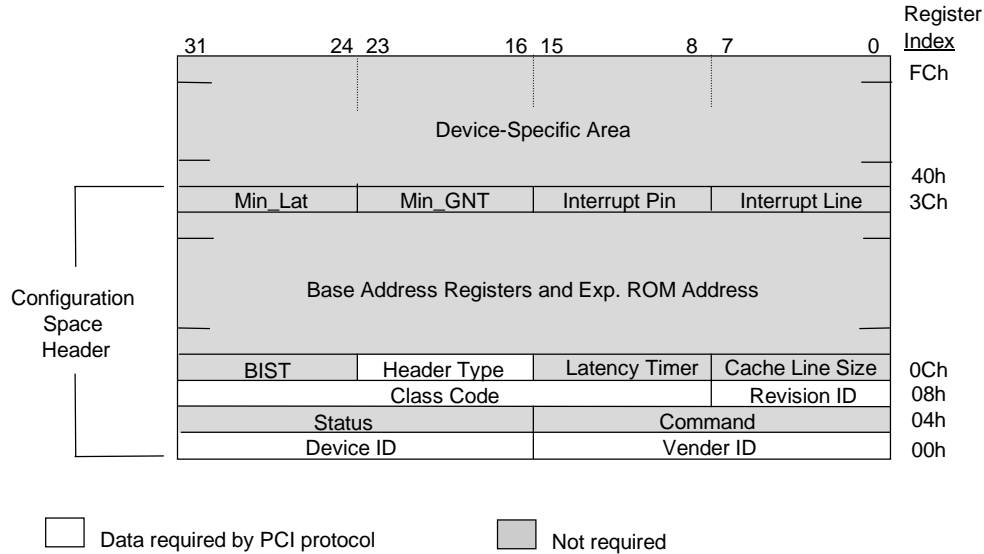 Register
Index
31 24 23 16 15 8 7 0
FCh
Device-Specific Area
40h
Min_Lat Min_GNT Interrupt Pin Interrupt Line 3Ch
Base Address Registers and Exp. ROM Address
Configuration
Space
Header
BIST Header Type Latency Timer Cache Line Size 0Ch
Class Code Revision ID 08h
Status Command 04h
Device ID Vender ID 00h
Data required by PCI protocol Not required